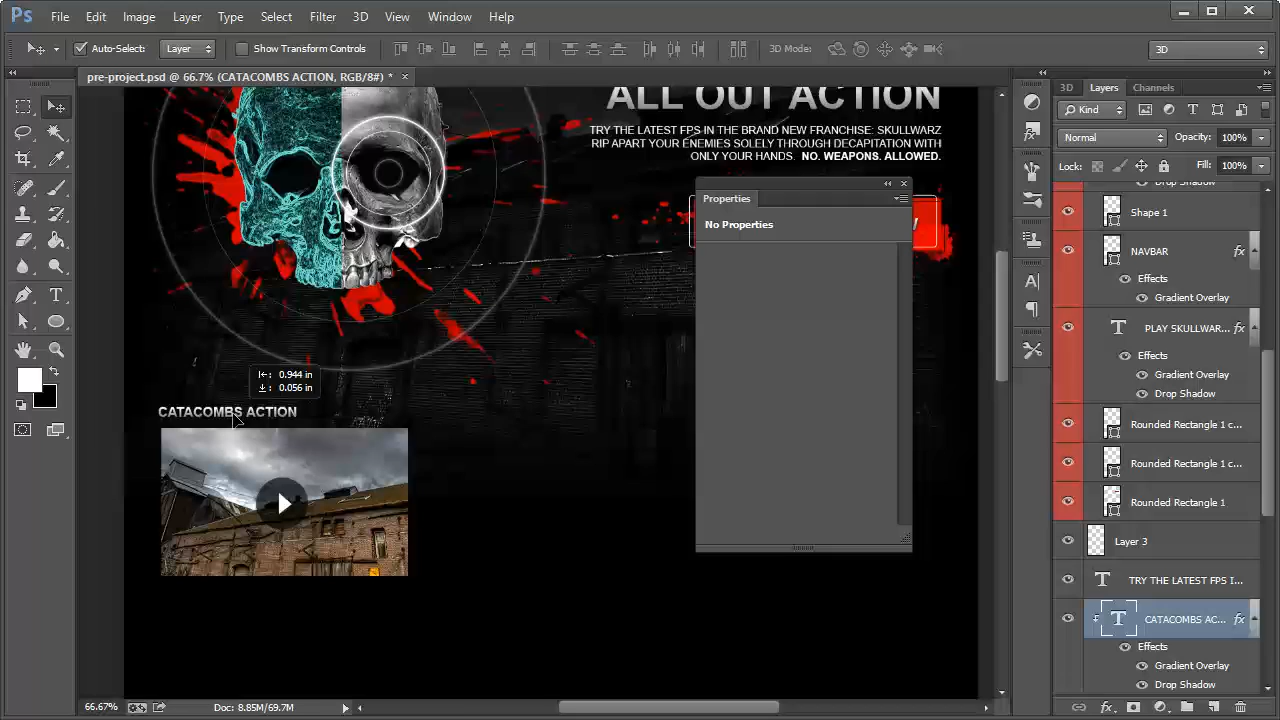 Ps File Edit Image Layer Type Select Filter 3D View Window Help
Auto-Select: Layer Show Transform Controls 3D Mode: 3D
pre-project.psd @ 66.7% (CATACOMBS ACTION, RGB/8#) * ×
ALL OUT ACTION
TRY THE LATEST FPS IN THE BRAND NEW FRANCHISE: SKULLWARZ
RIP APART YOUR ENEMIES SOLELY THROUGH DECAPITATION WITH
ONLY YOUR HANDS. NO. WEAPONS. ALLOWED.
Properties
No Properties
0.944 in
0.056 in
CATACOMBS ACTION
3D Layers Channels
Kind
Normal Opacity: 100%
Lock: Fill: 100%
Drop Shadow
Shape 1
NAVBAR fx
Effects
Gradient Overlay
T PLAY SKULLWAR... fx
Effects
Gradient Overlay
Drop Shadow
Rounded Rectangle 1 c...
Rounded Rectangle 1 c...
Rounded Rectangle 1
Layer 3
T TRY THE LATEST FPS I...
T CATACOMBS AC... fx
Effects
Gradient Overlay
Drop Shadow
66.67% Doc: 8.85M/69.7M